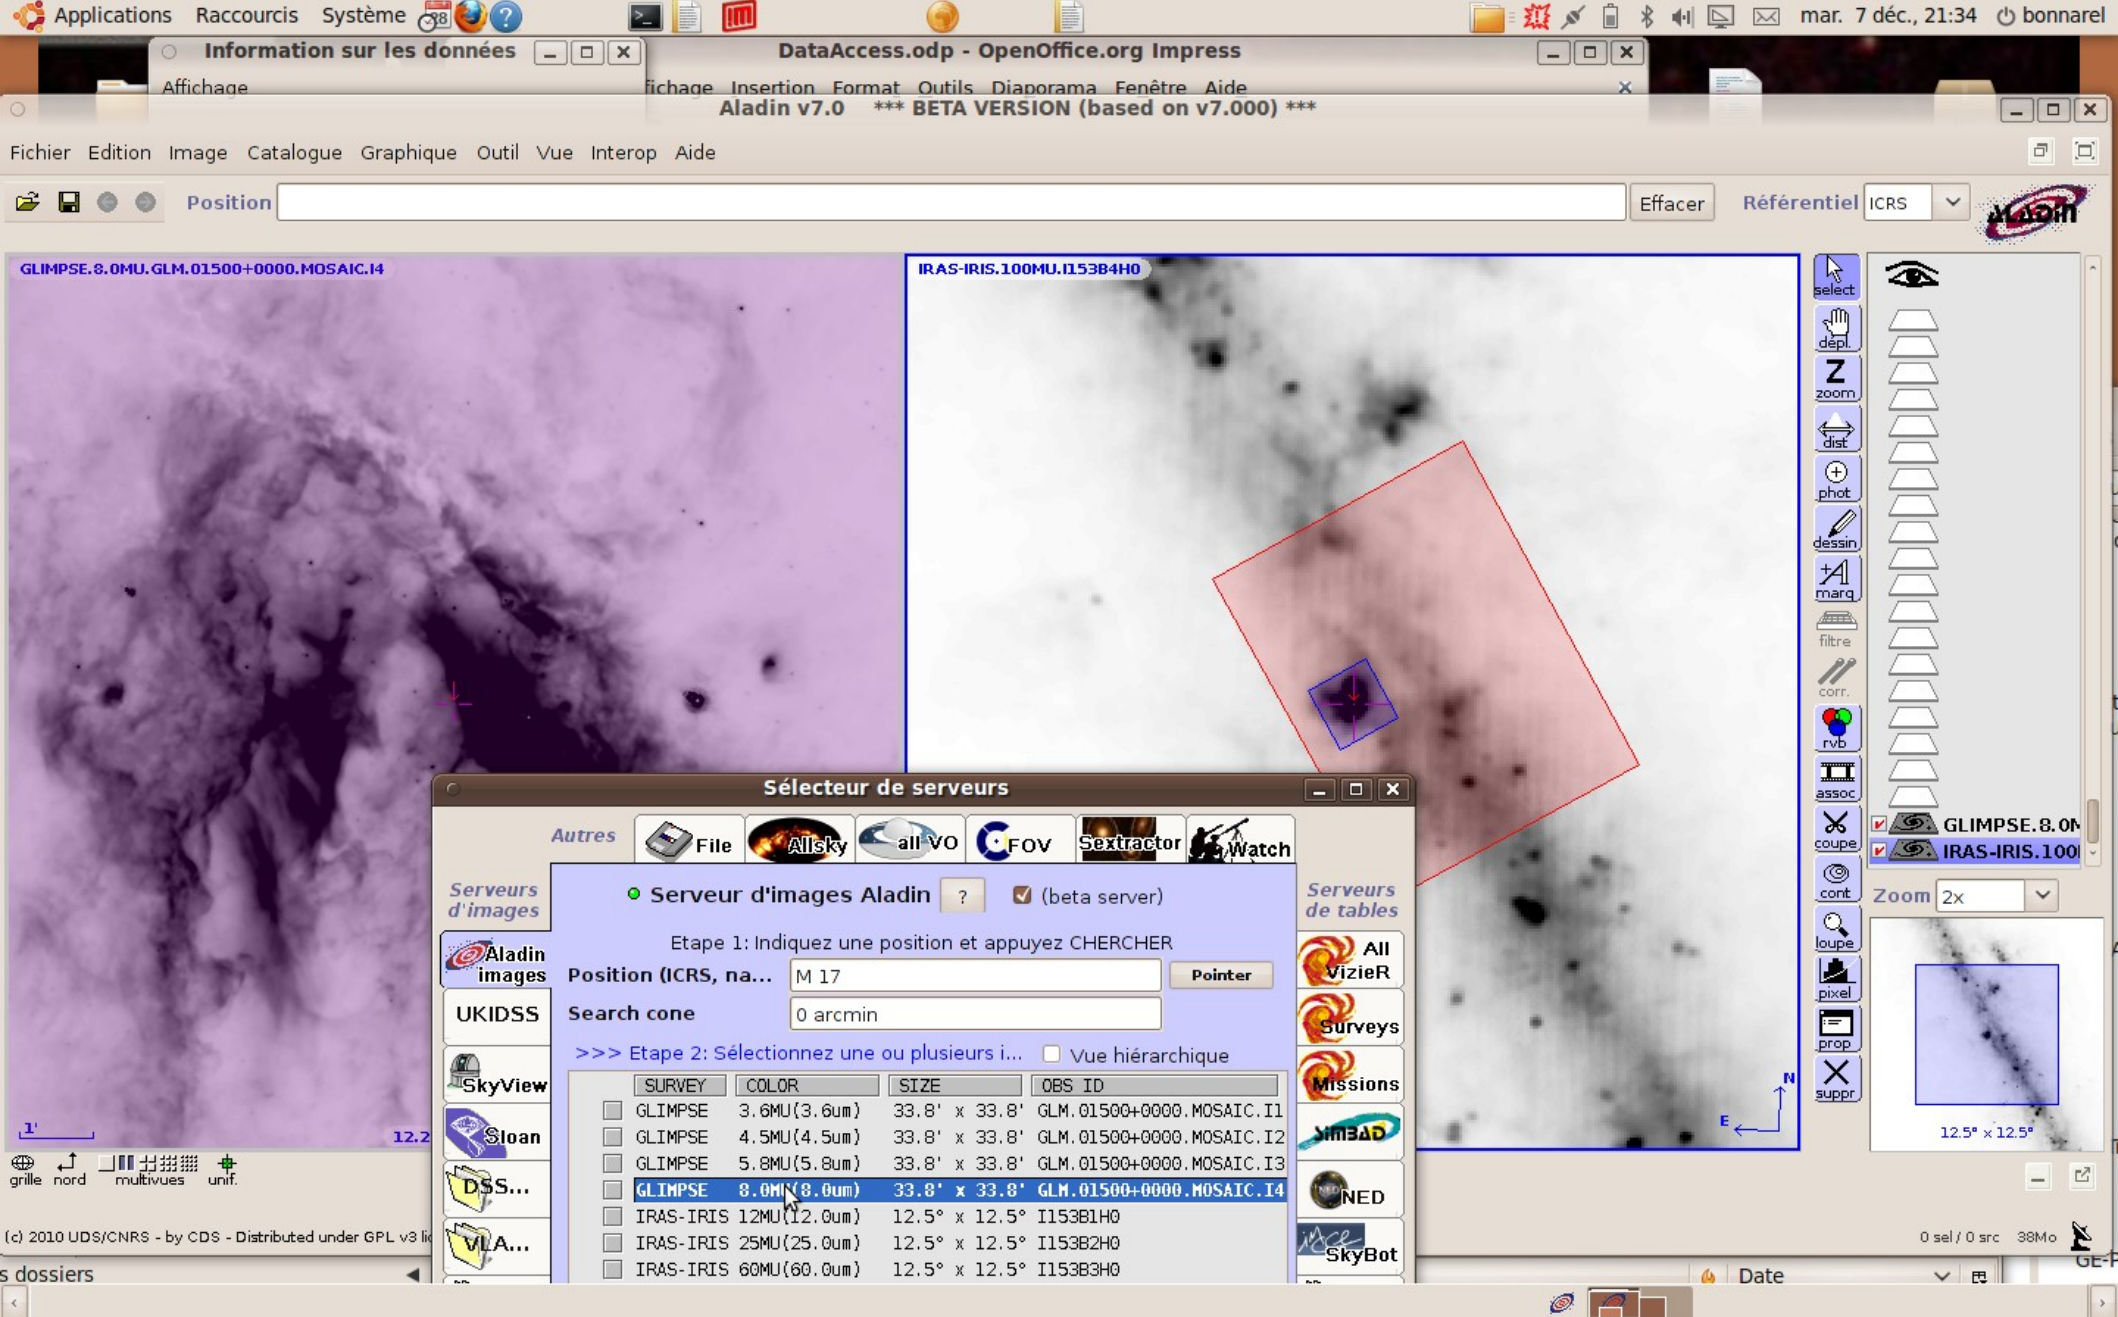 Applications Raccourcis Système
mar. 7 déc., 21:34 bonnarel
Information sur les données
DataAccess.odp - OpenOffice.org Impress
Affichage
fichage Insertion Format Outils Diaporama Fenêtre Aide
Aladin v7.0 *** BETA VERSION (based on v7.000) ***
Fichier Edition Image Catalogue Graphique Outil Vue Interop Aide
Position
Effacer
Référentiel ICRS
ALADIN
GLIMPSE.8.0MU.GLM.01500+0000.MOSAIC.I4
IRAS-IRIS.100MU.I153B4H0
select
dépl.
Z
zoom
dist
phot
dessin
marq
filtre
corr.
rvb
assoc
coupe
cont
loupe
pixel
prop
suppr
GLIMPSE.8.0M
IRAS-IRIS.100
Zoom 2x
12.5° x 12.5°
N
E
1'
12.2
grille nord multivues unif.
(c) 2010 UDS/CNRS - by CDS - Distributed under GPL v3 lic
0 sel / 0 src 38Mo
Sélecteur de serveurs
Autres
File
Allsky
all VO
FOV
Sextractor
Watch
Serveurs
d'images
Serveur d'images Aladin ? (beta server)
Serveurs
de tables
Etape 1: Indiquez une position et appuyez CHERCHER
Aladin
images
Position (ICRS, na... M 17 Pointer
All
VizieR
UKIDSS
Search cone 0 arcmin
Surveys
>>> Etape 2: Sélectionnez une ou plusieurs i... Vue hiérarchique
SkyView
Missions
SURVEY COLOR SIZE OBS ID
GLIMPSE 3.6MU(3.6um) 33.8' x 33.8' GLM.01500+0000.MOSAIC.I1
GLIMPSE 4.5MU(4.5um) 33.8' x 33.8' GLM.01500+0000.MOSAIC.I2
GLIMPSE 5.8MU(5.8um) 33.8' x 33.8' GLM.01500+0000.MOSAIC.I3
GLIMPSE 8.0MU(8.0um) 33.8' x 33.8' GLM.01500+0000.MOSAIC.I4
IRAS-IRIS 12MU(12.0um) 12.5° x 12.5° I153B1H0
IRAS-IRIS 25MU(25.0um) 12.5° x 12.5° I153B2H0
IRAS-IRIS 60MU(60.0um) 12.5° x 12.5° I153B3H0
Sloan
SIMBAD
DSS...
NED
VLA...
SkyBot
s dossiers
Date
GE-P